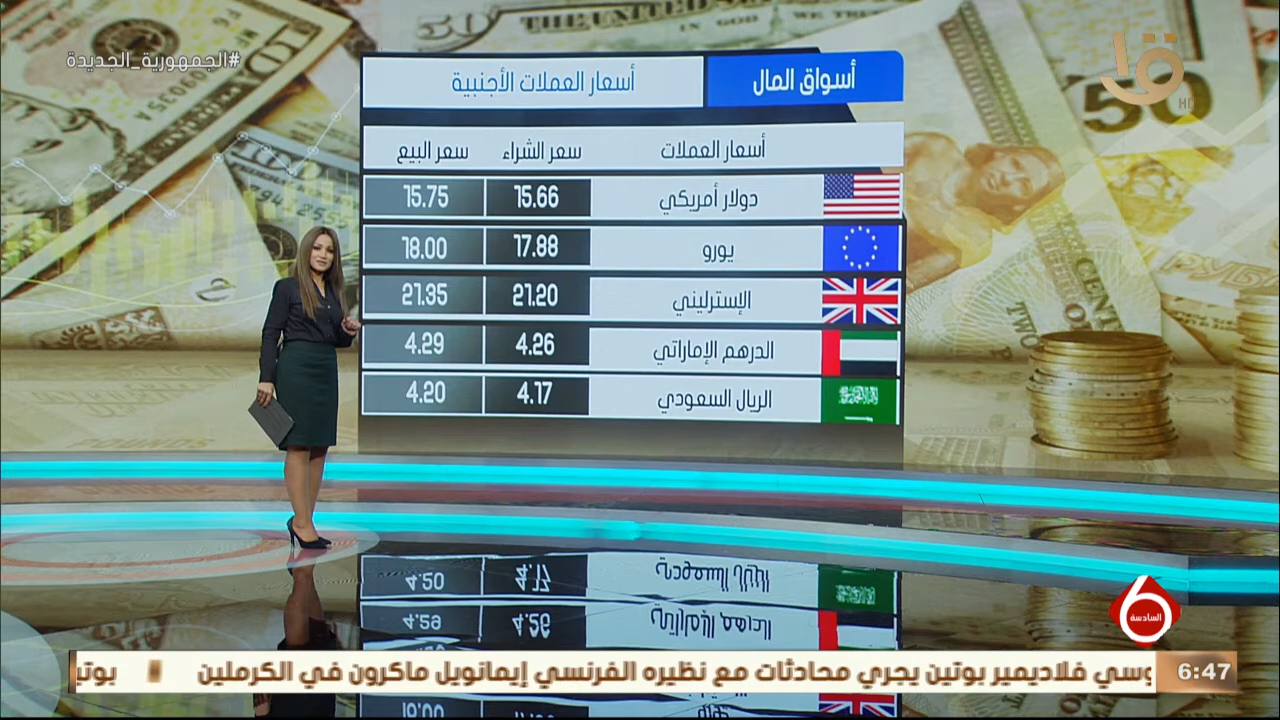 #الجمهورية_الجديدة
أسواق المال
أسعار العملات الأجنبية
HD
50
أسعار العملات سعر الشراء سعر البيع
دولار أمريكي 15.66 15.75
يورو 17.88 18.00
الإسترليني 21.20 21.35
الدرهم الإماراتي 4.26 4.29
الريال السعودي 4.17 4.20
السادسة
6:47
وسي فلاديمير بوتين يجري محادثات مع نظيره الفرنسي إيمانويل ماكرون في الكرملين